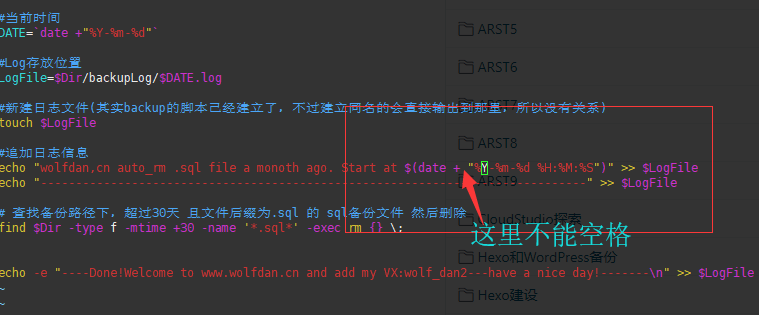 #当前时间
DATE=`date +"%Y-%m-%d"`
#Log存放位置
LogFile=$Dir/backupLog/$DATE.log
#新建日志文件(其实backup的脚本已经建立了, 不过建立同名的会直接输出到那里, 所以没有关系)
touch $LogFile
#追加日志信息
echo "wolfdan,cn auto_rm .sql file a monoth ago. Start at $(date + "%Y-%m-%d %H:%M:%S")" >> $LogFile
echo "---------------------------------------------------------------------" >> $LogFile
# 查找备份路径下, 超过30天 且文件后缀为.sql 的 sql备份文件 然后删除
find $Dir -type f -mtime +30 -name '*.sql*' -exec rm {} \;
echo -e "----Done!Welcome to www.wolfdan.cn and add my VX:wolf_dan2---have a nice day!-------\n" >> $LogFile
~
~
这里不能空格
ARST5
ARST6
ARST8
ARST9
CloudStudio探索
Hexo和WordPress备份
Hexo建设